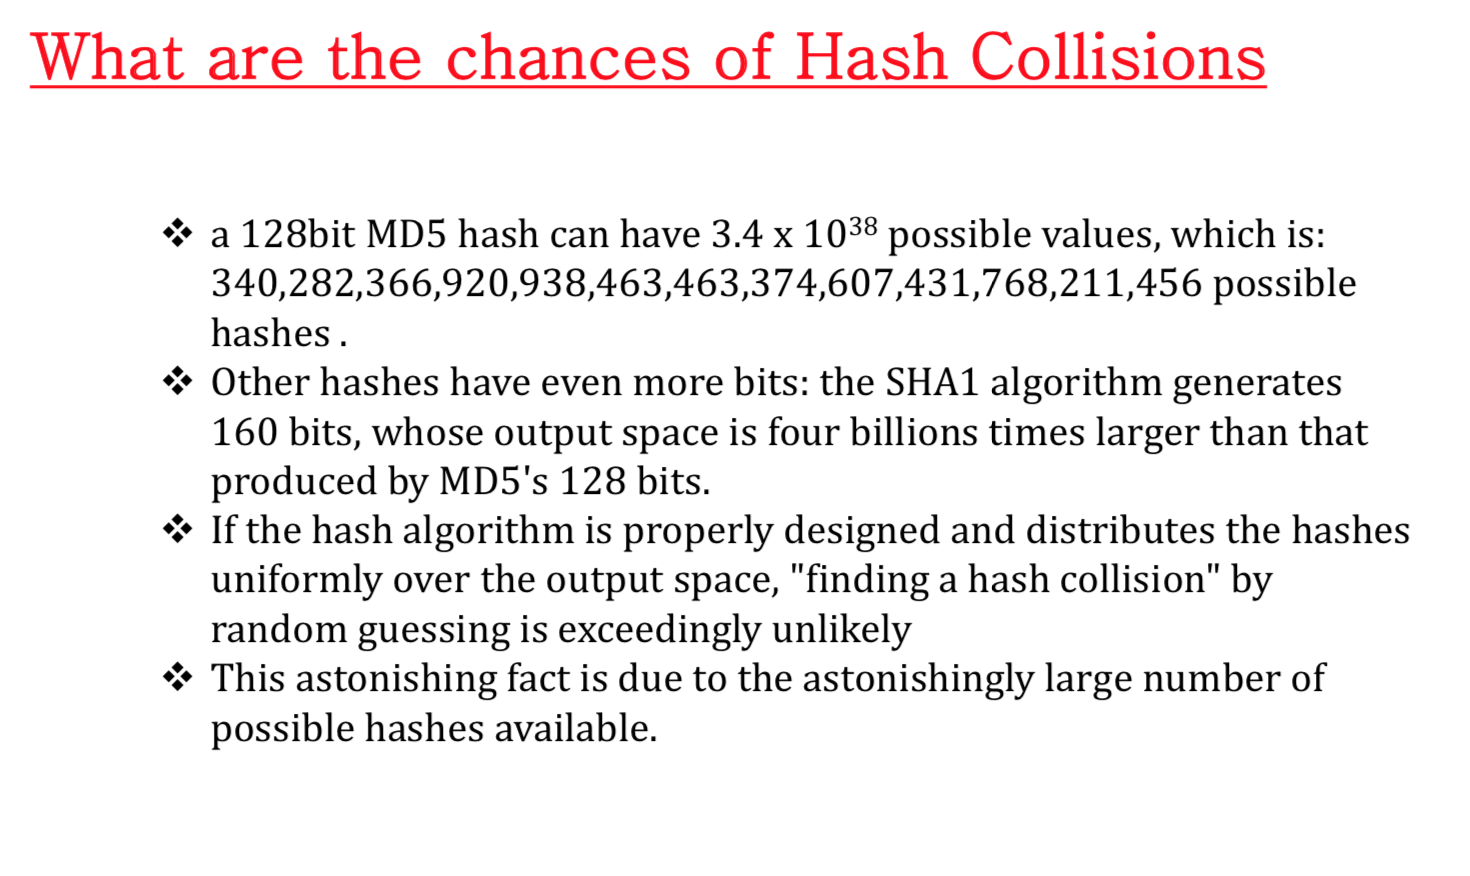 What are the chances of Hash Collisions
❖ a 128bit MD5 hash can have 3.4 x 10³⁸ possible values, which is:
340,282,366,920,938,463,463,374,607,431,768,211,456 possible
hashes .
❖ Other hashes have even more bits: the SHA1 algorithm generates
160 bits, whose output space is four billions times larger than that
produced by MD5's 128 bits.
❖ If the hash algorithm is properly designed and distributes the hashes
uniformly over the output space, "finding a hash collision" by
random guessing is exceedingly unlikely
❖ This astonishing fact is due to the astonishingly large number of
possible hashes available.